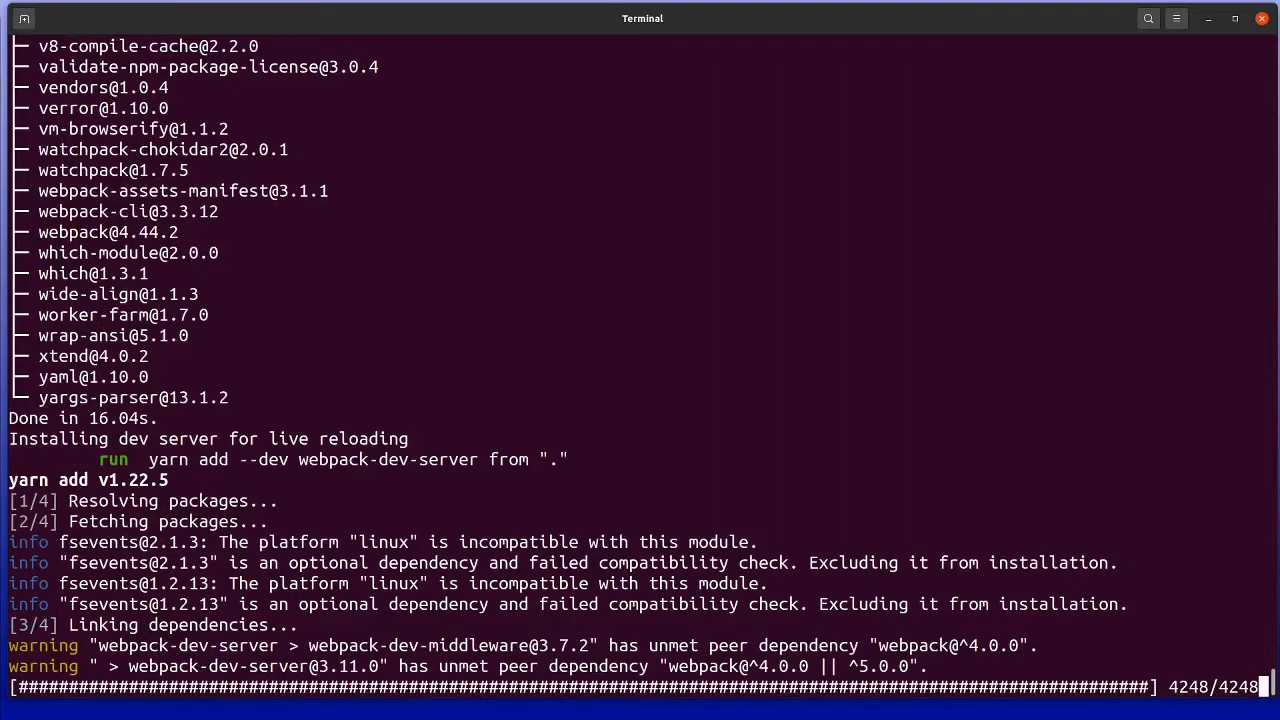 Terminal
├─ v8-compile-cache@2.2.0
├─ validate-npm-package-license@3.0.4
├─ vendors@1.0.4
├─ verror@1.10.0
├─ vm-browserify@1.1.2
├─ watchpack-chokidar2@2.0.1
├─ watchpack@1.7.5
├─ webpack-assets-manifest@3.1.1
├─ webpack-cli@3.3.12
├─ webpack@4.44.2
├─ which-module@2.0.0
├─ which@1.3.1
├─ wide-align@1.1.3
├─ worker-farm@1.7.0
├─ wrap-ansi@5.1.0
├─ xtend@4.0.2
├─ yaml@1.10.0
└─ yargs-parser@13.1.2
Done in 16.04s.
Installing dev server for live reloading
         run  yarn add --dev webpack-dev-server from "."
yarn add v1.22.5
[1/4] Resolving packages...
[2/4] Fetching packages...
info fsevents@2.1.3: The platform "linux" is incompatible with this module.
info "fsevents@2.1.3" is an optional dependency and failed compatibility check. Excluding it from installation.
info fsevents@1.2.13: The platform "linux" is incompatible with this module.
info "fsevents@1.2.13" is an optional dependency and failed compatibility check. Excluding it from installation.
[3/4] Linking dependencies...
warning "webpack-dev-server > webpack-dev-middleware@3.7.2" has unmet peer dependency "webpack@^4.0.0".
warning " > webpack-dev-server@3.11.0" has unmet peer dependency "webpack@^4.0.0 || ^5.0.0".
[#################################################################################################################] 4248/4248